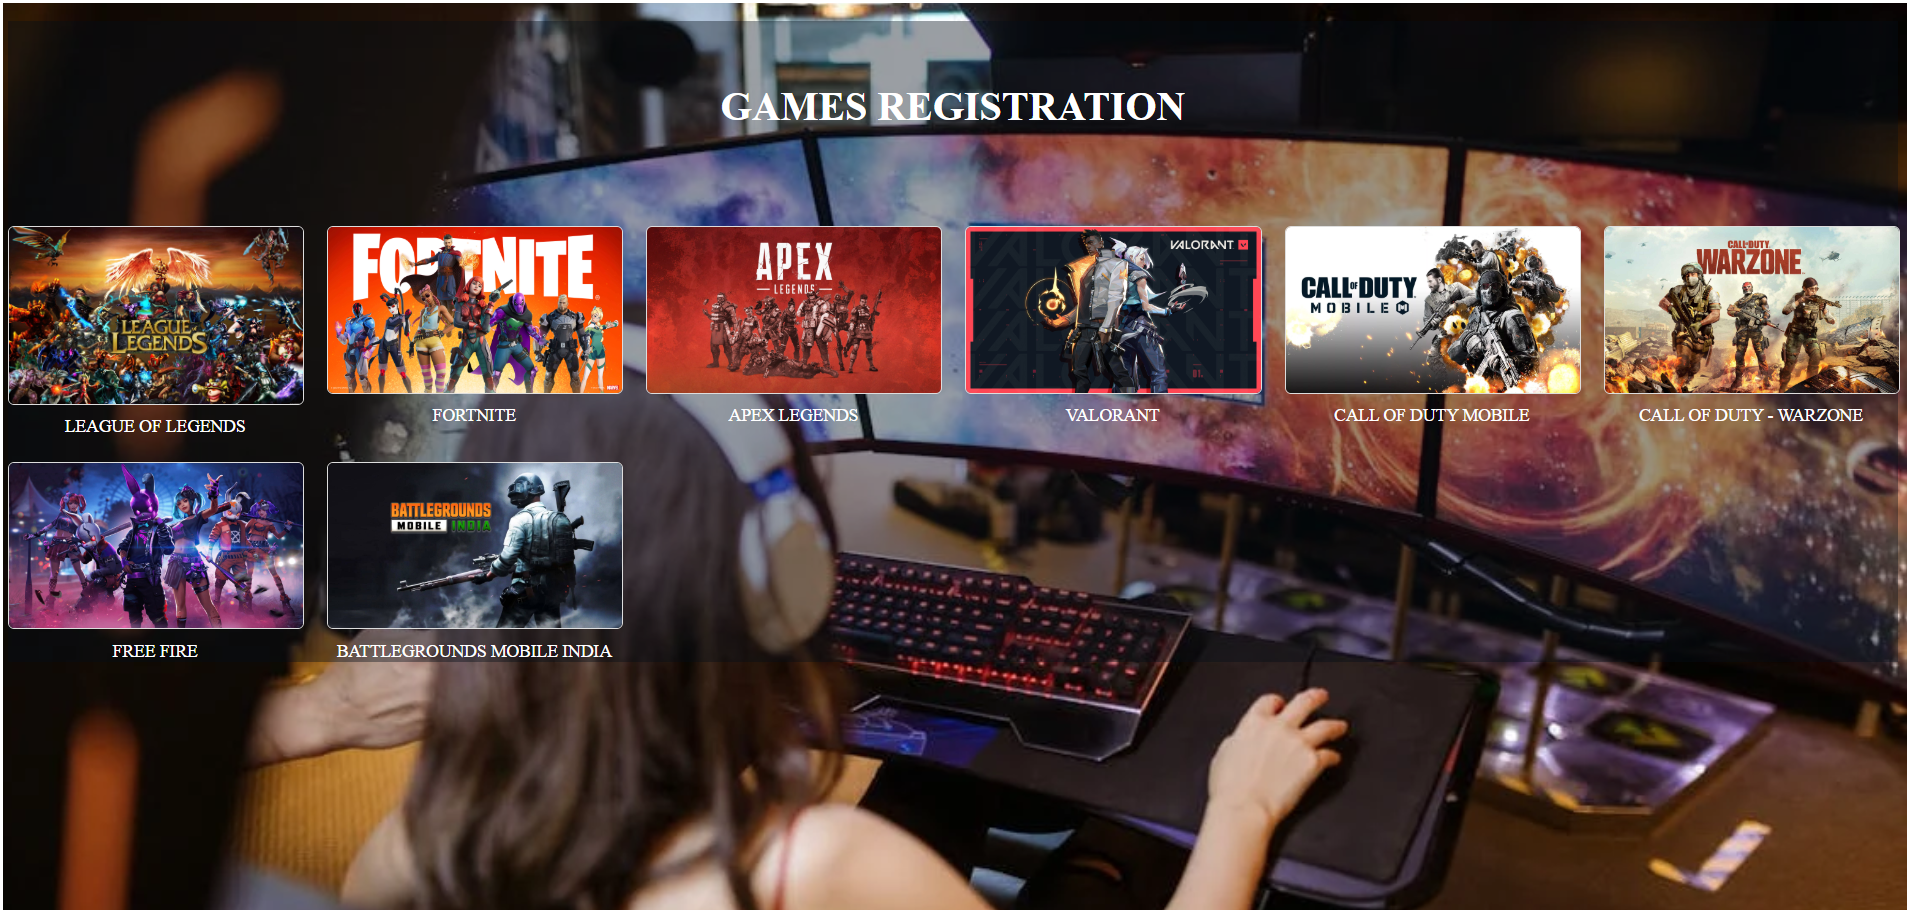 GAMES REGISTRATION
LEAGUE OF LEGENDS
FORTNITE
APEX
LEGENDS
VALORANT
CALL OF DUTY
MOBILE
CALL OF DUTY
WARZONE
LEAGUE OF LEGENDS
FORTNITE
APEX LEGENDS
VALORANT
CALL OF DUTY MOBILE
CALL OF DUTY - WARZONE
BATTLEGROUNDS
MOBILE INDIA
FREE FIRE
BATTLEGROUNDS MOBILE INDIA